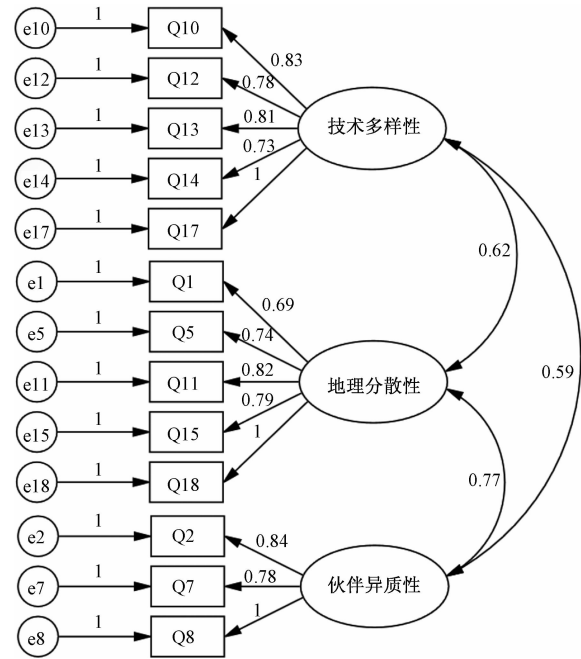 e10 1 Q10 0.83
e12 1 Q12 0.78
e13 1 Q13 0.81 技术多样性
e14 1 Q14 0.73
e17 1 Q17 1
0.62
e1 1 Q1 0.69
e5 1 Q5 0.74
e11 1 Q11 0.82 地理分散性 0.59
e15 1 Q15 0.79
e18 1 Q18 1
0.77
e2 1 Q2 0.84
e7 1 Q7 0.78 伙伴异质性
e8 1 Q8 1